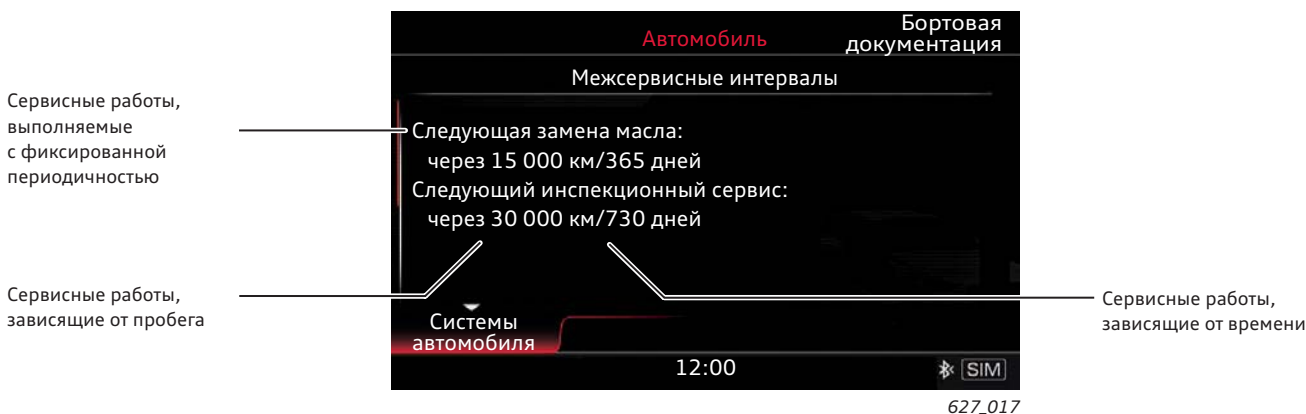 Бортовая
Автомобиль
документация
Межсервисные интервалы
Сервисные работы,
выполняемые
с фиксированной
периодичностью
Следующая замена масла:
через 15 000 км/365 дней
Следующий инспекционный сервис:
через 30 000 км/730 дней
Сервисные работы,
зависящие от пробега
Сервисные работы,
зависящие от времени
Системы
автомобиля
12:00
SIM
627_017